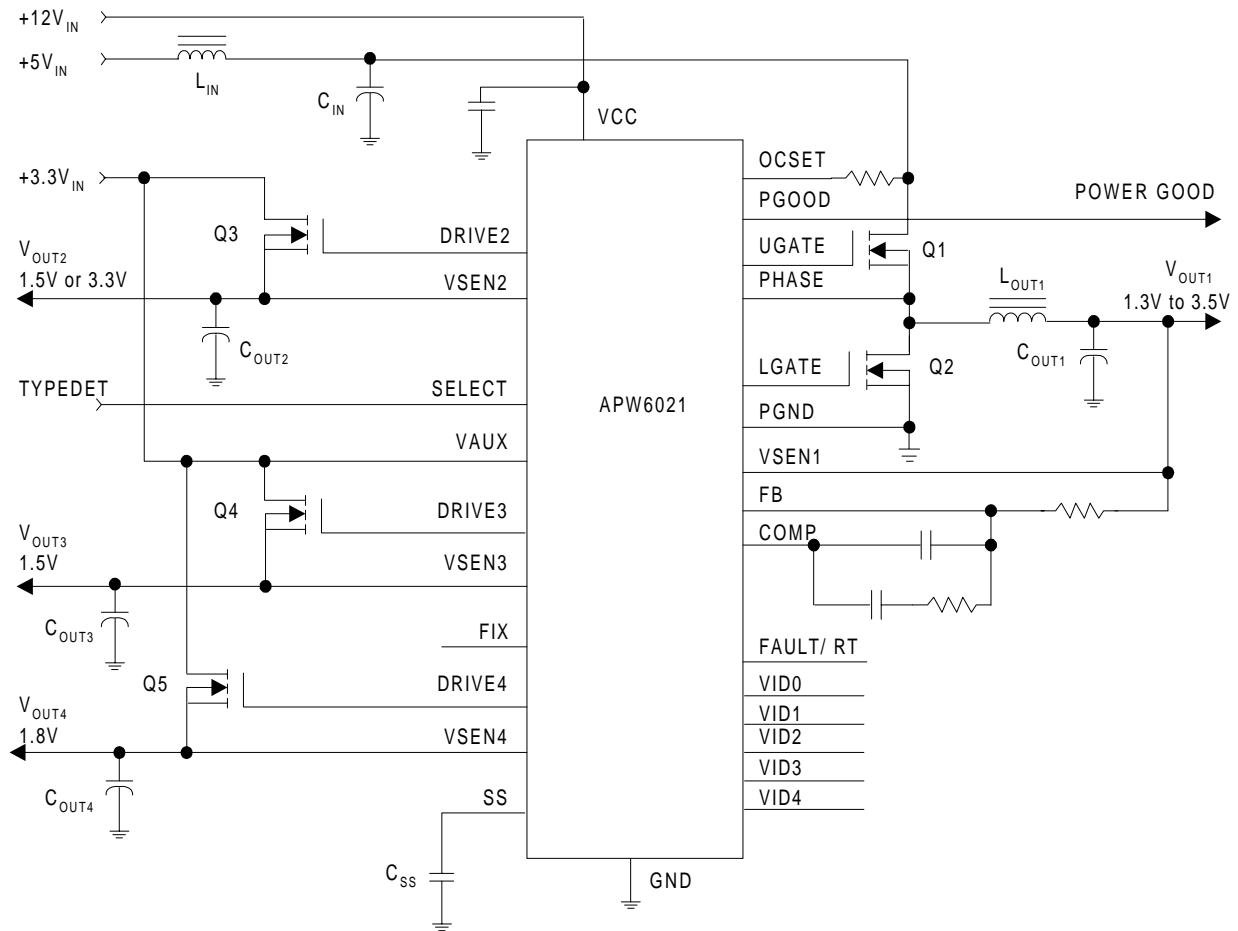 +12VIN
+5VIN
LIN
CIN
VCC
+3.3VIN
Q3
DRIVE2
VOUT2
1.5V or 3.3V
VSEN2
COUT2
TYPEDET
SELECT
VAUX
Q4
DRIVE3
VOUT3
1.5V
VSEN3
COUT3
FIX
Q5
DRIVE4
VOUT4
1.8V
VSEN4
COUT4
SS
CSS
GND
APW6021
OCSET
PGOOD
POWER GOOD
UGATE
Q1
PHASE
LOUT1
VOUT1
1.3V to 3.5V
COUT1
LGATE
Q2
PGND
VSEN1
FB
COMP
FAULT/ RT
VID0
VID1
VID2
VID3
VID4